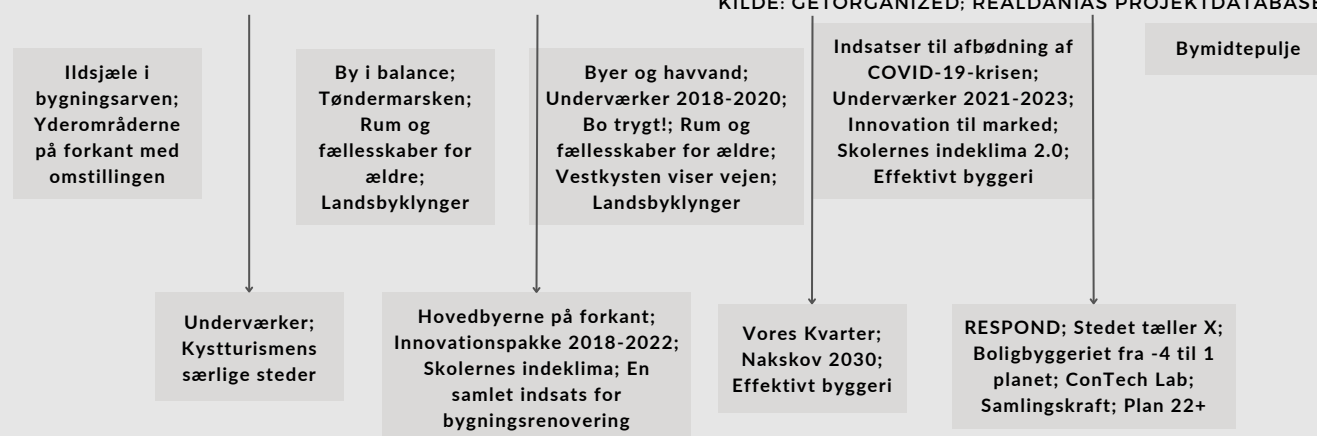 KILDE: GETORGANIZED; REALDANIAS PROJEKTDATABASE
Ildsjæle i
bygningsarven;
Yderområderne
på forkant med
omstillingen
By i balance;
Tøndermarsken;
Rum og
fællesskaber for
ældre;
Landsbyklynger
Byer og havvand;
Underværker 2018-2020;
Bo trygt!; Rum og
fællesskaber for ældre;
Vestkysten viser vejen;
Landsbyklynger
Indsatser til afbødning af
COVID-19-krisen;
Underværker 2021-2023;
Innovation til marked;
Skolernes indeklima 2.0;
Effektivt byggeri
Bymidtepulje
Underværker;
Kystturismens
særlige steder
Hovedbyerne på forkant;
Innovationspakke 2018-2022;
Skolernes indeklima; En
samlet indsats for
bygningsrenovering
Vores Kvarter;
Nakskov 2030;
Effektivt byggeri
RESPOND; Stedet tæller X;
Boligbyggeriet fra -4 til 1
planet; ConTech Lab;
Samlingskraft; Plan 22+